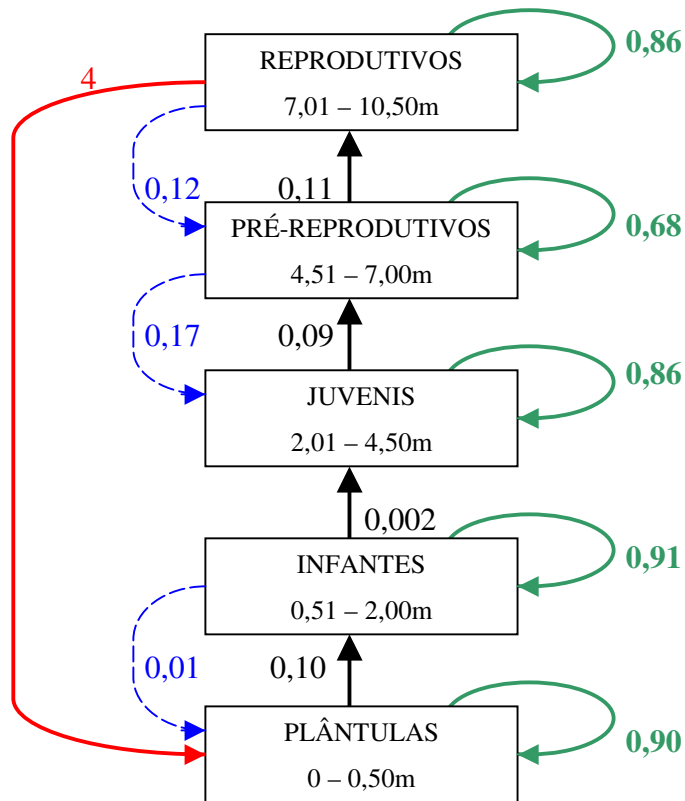 0,86
REPRODUTIVOS
4
7,01 – 10,50m
0,12
0,11
PRÉ-REPRODUTIVOS
0,68
4,51 – 7,00m
0,17
0,09
0,86
JUVENIS
2,01 – 4,50m
0,002
0,91
INFANTES
0,51 – 2,00m
0,01
0,10
PLÂNTULAS
0,90
0 – 0,50m